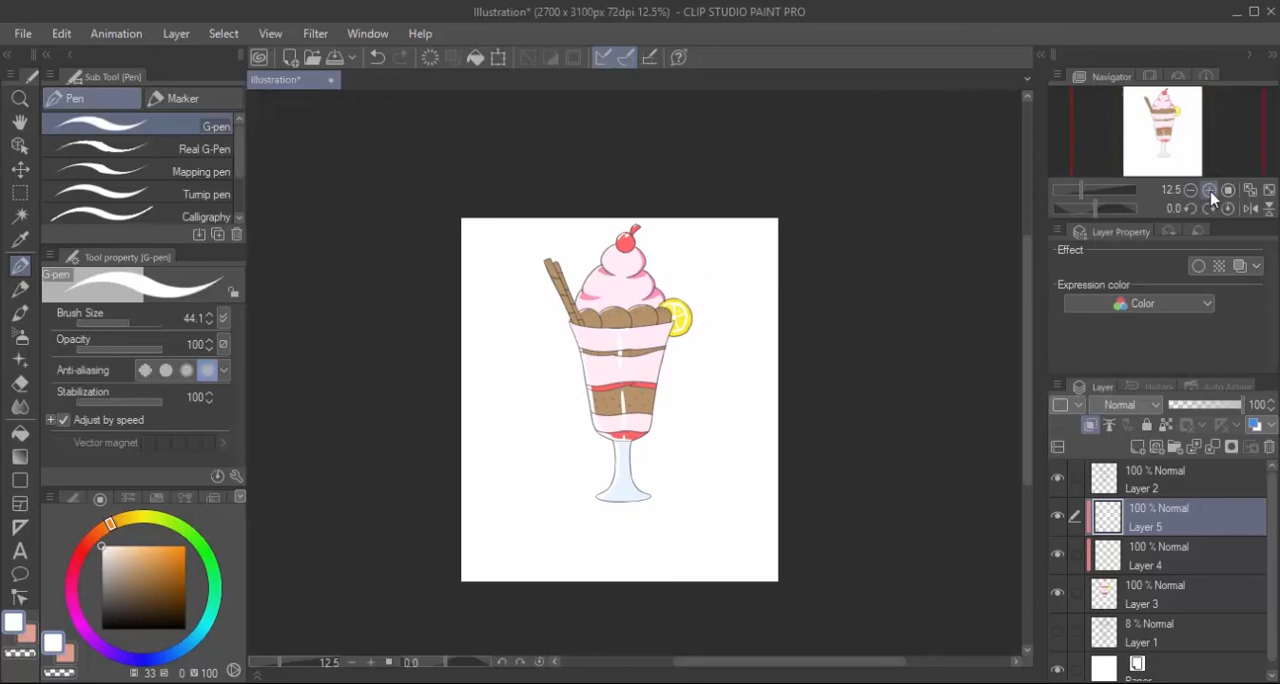 Illustration* (2700 x 3100px 72dpi 12.5%) - CLIP STUDIO PAINT PRO
File Edit Animation Layer Select Filter Window Help
Sub Tool [Pen]
Illustration*
Navigator
Pen Marker
G-pen
Real G-Pen
Mapping pen
Turnip pen
Calligraphy
12.5
0.0
Layer Property
Effect
Expression color
Color
Tool property [G-pen]
G-pen
Brush Size 44.1
Opacity 100
Anti-aliasing
Stabilization 100
Adjust by speed
Vector magnet
Layer History Auto Action
Normal 100
100 % Normal
Layer 2
100 % Normal
Layer 5
100 % Normal
Layer 4
100 % Normal
Layer 3
8 % Normal
Layer 1
Paper
12.5 0.0
33 0 100